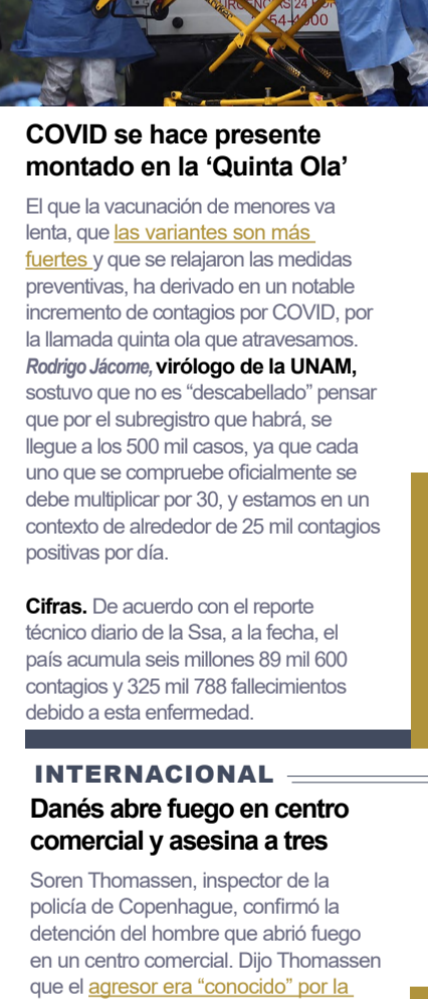 URGENCIAS 24 HOR
54-4
00
COVID se hace presente
montado en la ‘Quinta Ola’
El que la vacunación de menores va
lenta, que las variantes son más
fuertes y que se relajaron las medidas
preventivas, ha derivado en un notable
incremento de contagios por COVID, por
la llamada quinta ola que atravesamos.
Rodrigo Jácome, virólogo de la UNAM,
sostuvo que no es “descabellado” pensar
que por el subregistro que habrá, se
llegue a los 500 mil casos, ya que cada
uno que se compruebe oficialmente se
debe multiplicar por 30, y estamos en un
contexto de alrededor de 25 mil contagios
positivas por día.
Cifras. De acuerdo con el reporte
técnico diario de la Ssa, a la fecha, el
país acumula seis millones 89 mil 600
contagios y 325 mil 788 fallecimientos
debido a esta enfermedad.
INTERNACIONAL
Danés abre fuego en centro
comercial y asesina a tres
Soren Thomassen, inspector de la
policía de Copenhague, confirmó la
detención del hombre que abrió fuego
en un centro comercial. Dijo Thomassen
que el agresor era “conocido” por la